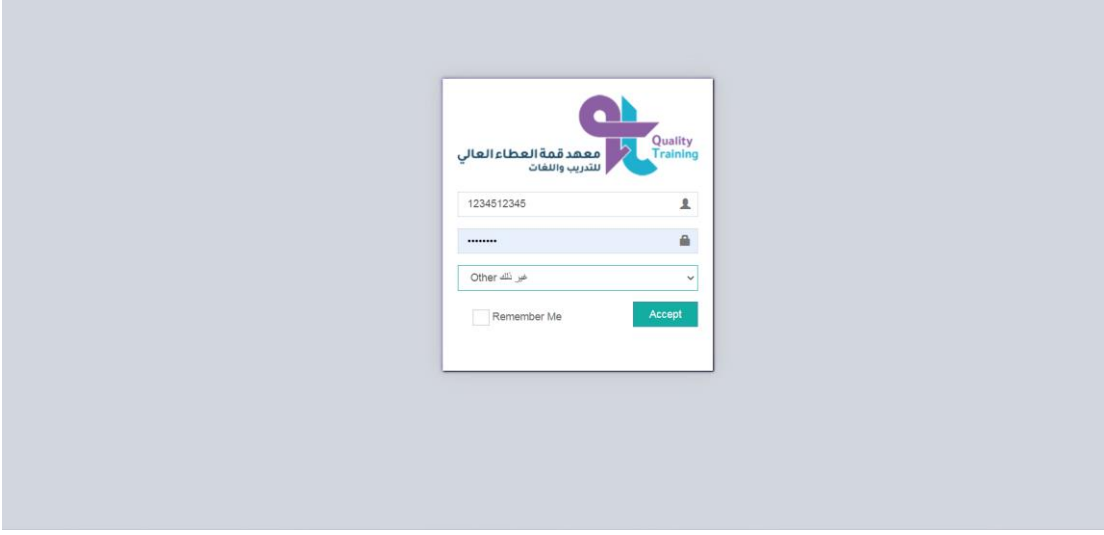 Quality
Training
معهد قمة العطاء العالي
للتدريب واللغات
1234512345
••••••••
Other غير ذلك
Remember Me
Accept